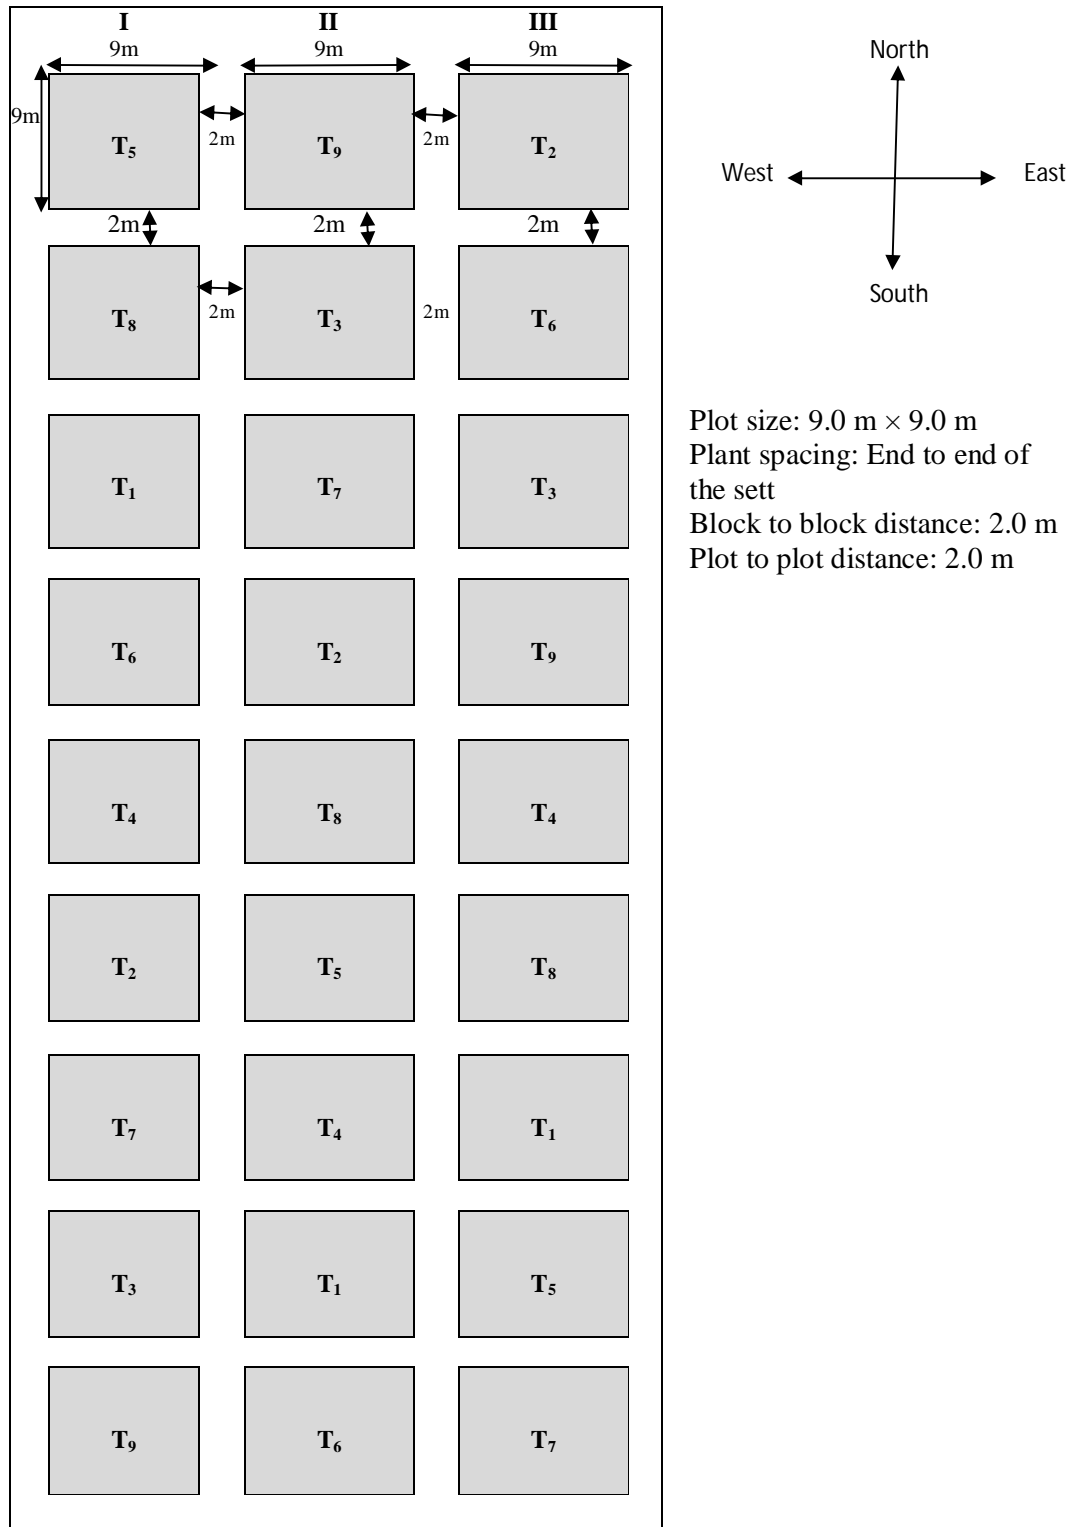 I II III
9m 9m 9m
9m
T5 T9 T2
2m 2m
2m 2m 2m
T8 T3 T6
2m 2m
T1 T7 T3
T6 T2 T9
T4 T8 T4
T2 T5 T8
T7 T4 T1
T3 T1 T5
T9 T6 T7
North
West East
South
Plot size: 9.0 m × 9.0 m
Plant spacing: End to end of
the sett
Block to block distance: 2.0 m
Plot to plot distance: 2.0 m